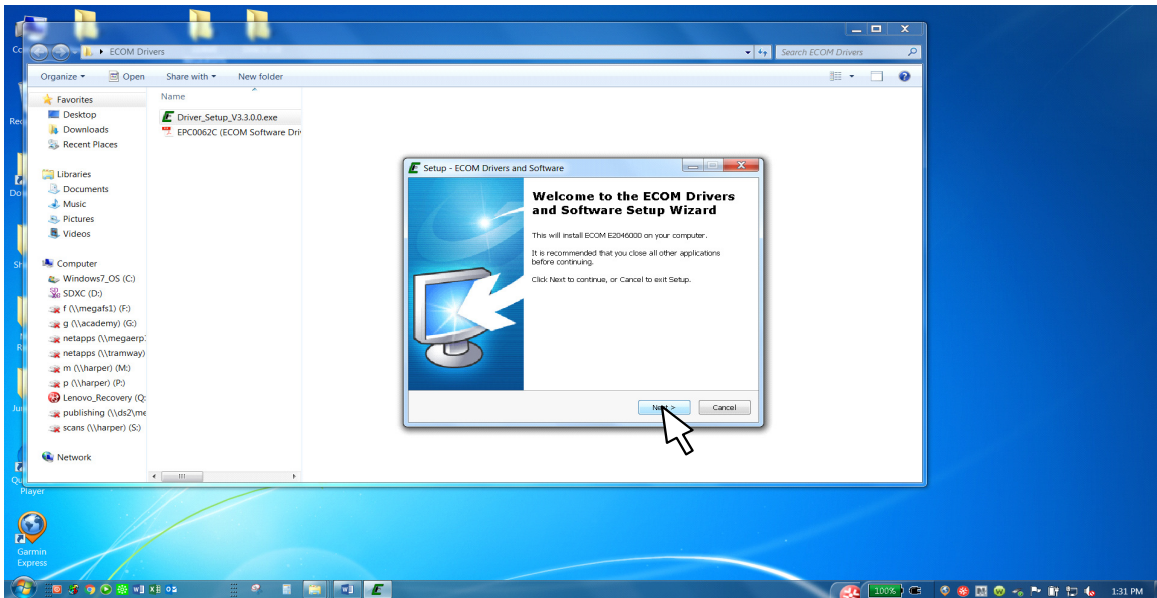 ECOM Drivers
Search ECOM Drivers
Organize
Open
Share with
New folder
Favorites
Desktop
Downloads
Recent Places
Libraries
Documents
Music
Pictures
Videos
Computer
Windows7_OS (C:)
SDXC (D:)
f (\\megafs1) (F:)
g (\\academy) (G:)
netapps (\\megaerp
netapps (\\tramway)
m (\\harper) (M:)
p (\\harper) (P:)
Lenovo_Recovery (Q:
publishing (\\ds2\me
scans (\\harper) (S:)
Network
Name
Driver_Setup_V3.3.0.0.exe
EPC0062C (ECOM Software Dri
Setup - ECOM Drivers and Software
Welcome to the ECOM Drivers
and Software Setup Wizard
This will install ECOM E2046000 on your computer.
It is recommended that you close all other applications
before continuing.
Click Next to continue, or Cancel to exit Setup.
Next >
Cancel
Player
Garmin
Express
100%
1:31 PM